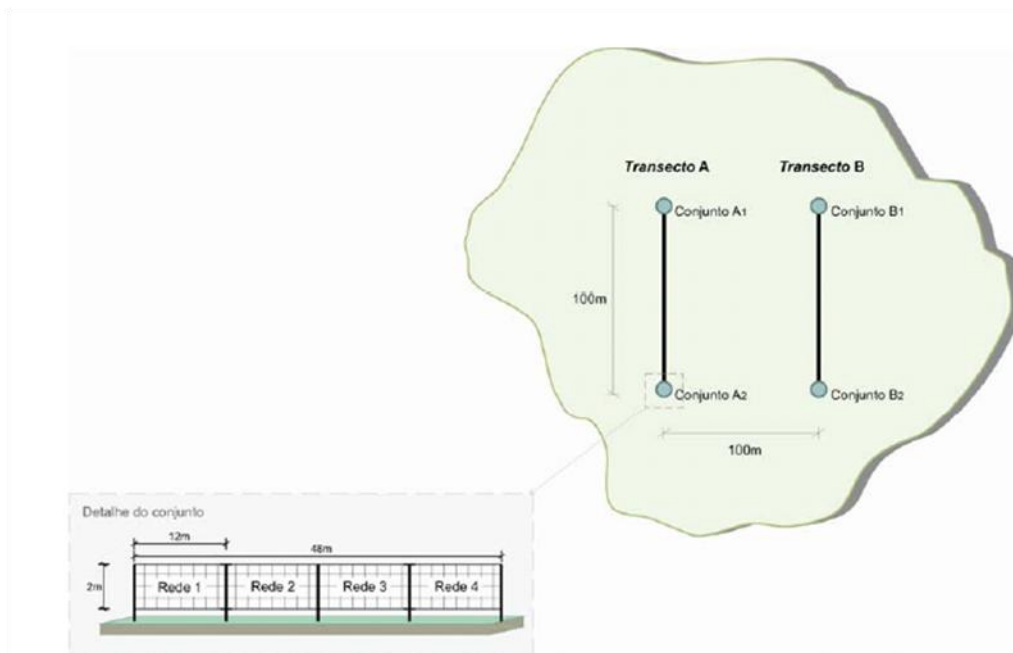 Transecto A
Transecto B
Conjunto A1
Conjunto B1
100m
Conjunto A2
Conjunto B2
100m
Detalhe do conjunto
12m
48m
2m
Rede 1
Rede 2
Rede 3
Rede 4